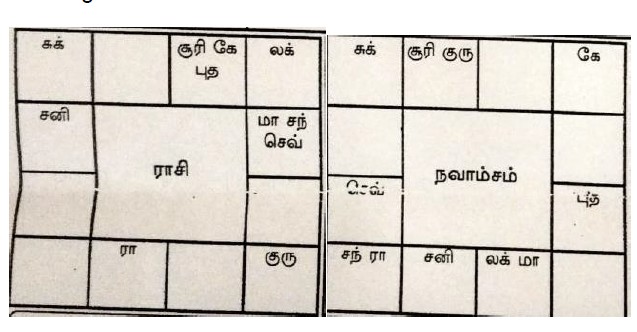 சுக்
சூரி கே
புத
லக்
சனி
மா சந்
செவ்
ராசி
ரா
குரு
சுக்
சூரி குரு
கே
நவாம்சம்
செவ்
புத
சந் ரா
சனி
லக் மா